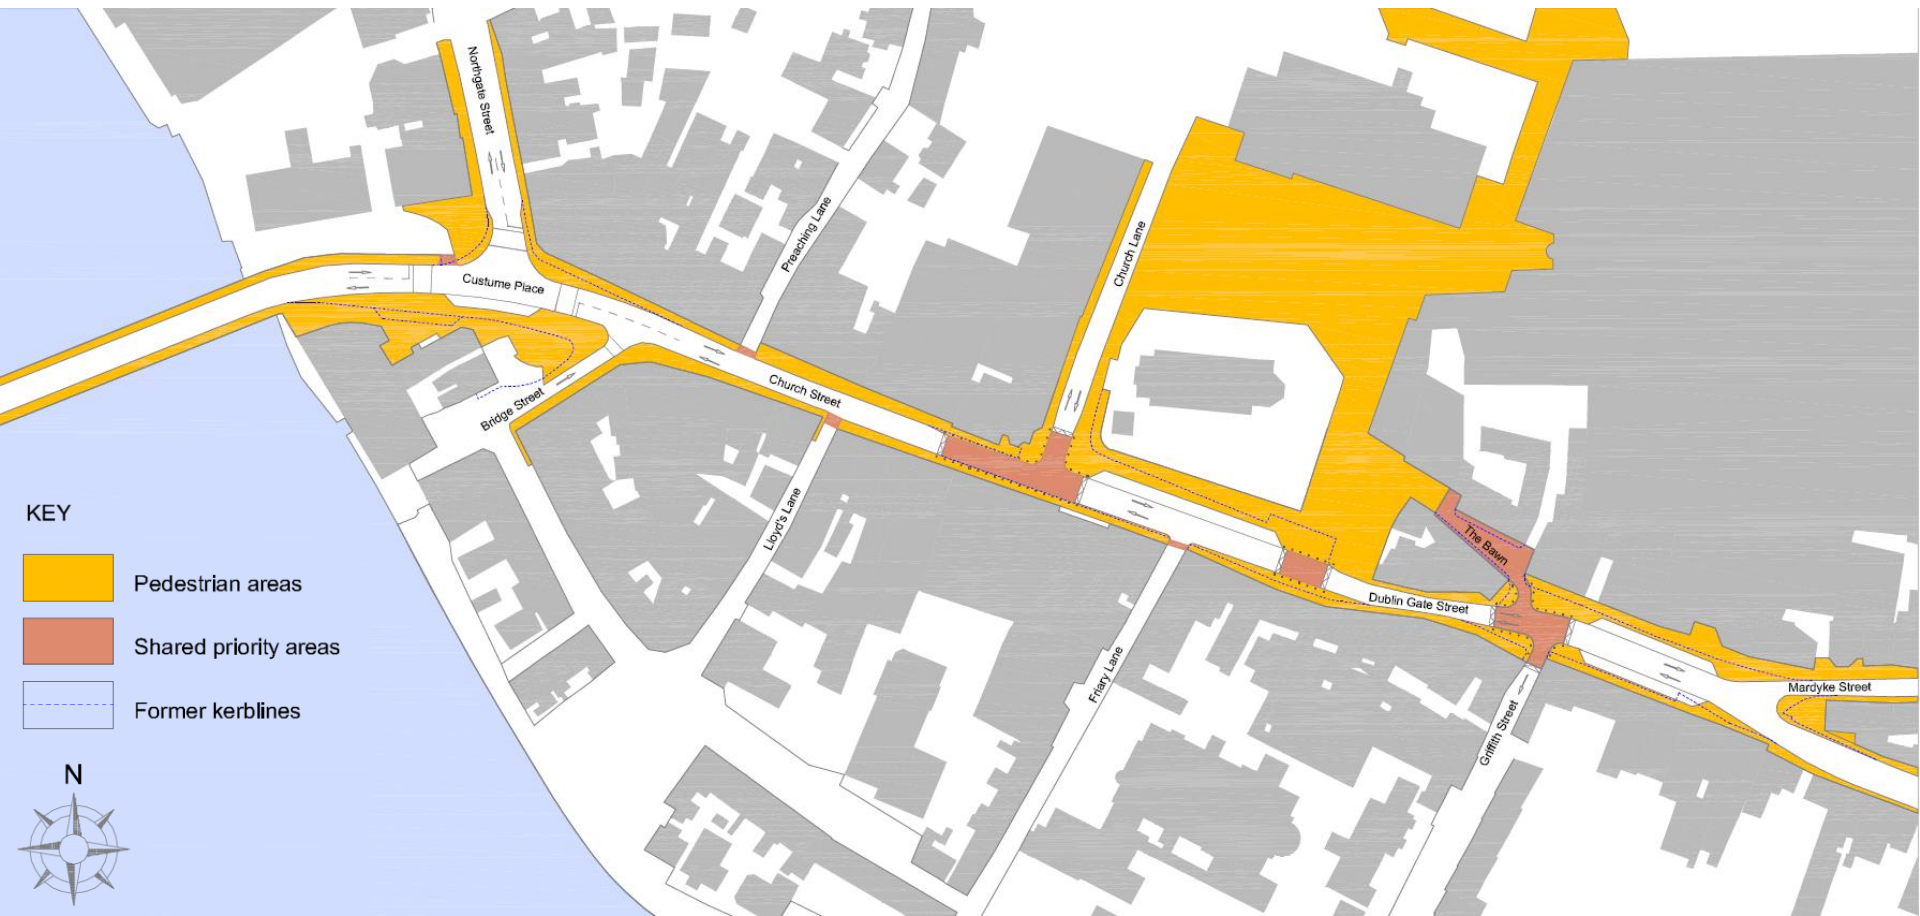 Northgate Street
Preaching Lane
Church Lane
Custume Place
Church Street
Bridge Street
Lloyd's Lane
The Bawn
Dublin Gate Street
Friary Lane
Griffith Street
Mardyke Street
KEY
Pedestrian areas
Shared priority areas
Former kerblines
N